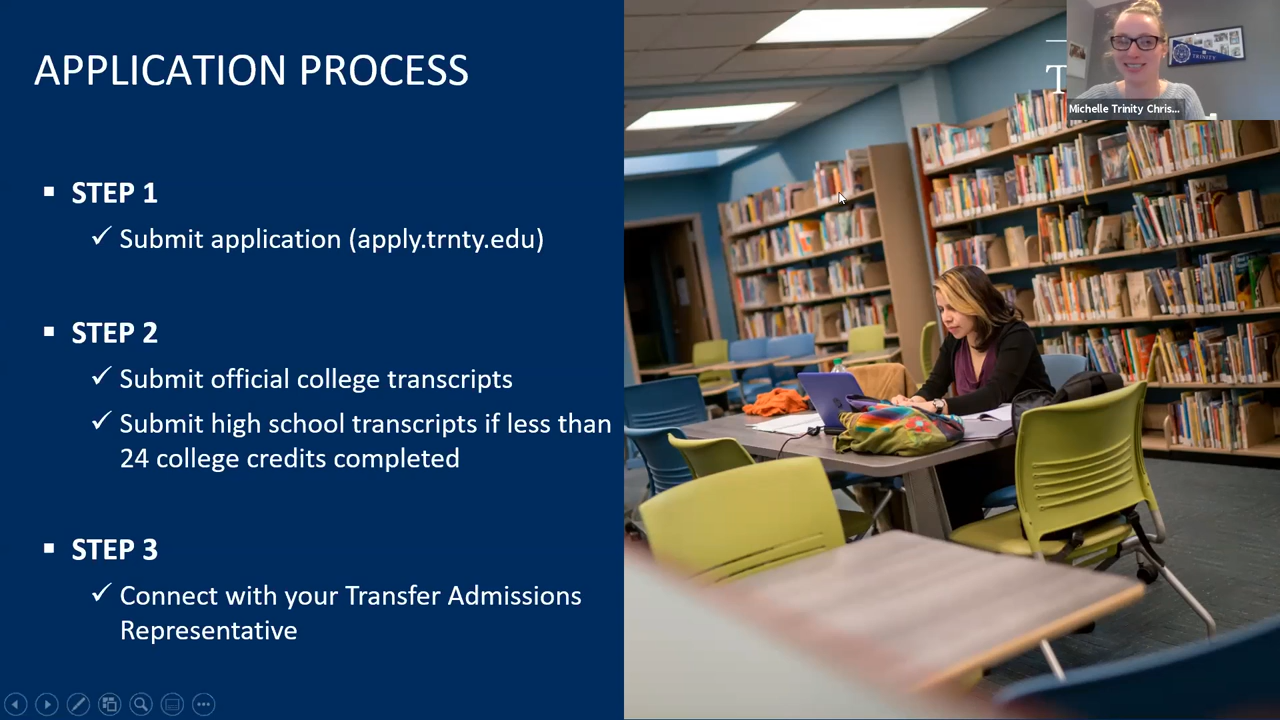 APPLICATION PROCESS
STEP 1
Submit application (apply.trnty.edu)
STEP 2
Submit official college transcripts
Submit high school transcripts if less than
24 college credits completed
STEP 3
Connect with your Transfer Admissions
Representative
T
TRINITY
Michelle Trinity Chris...